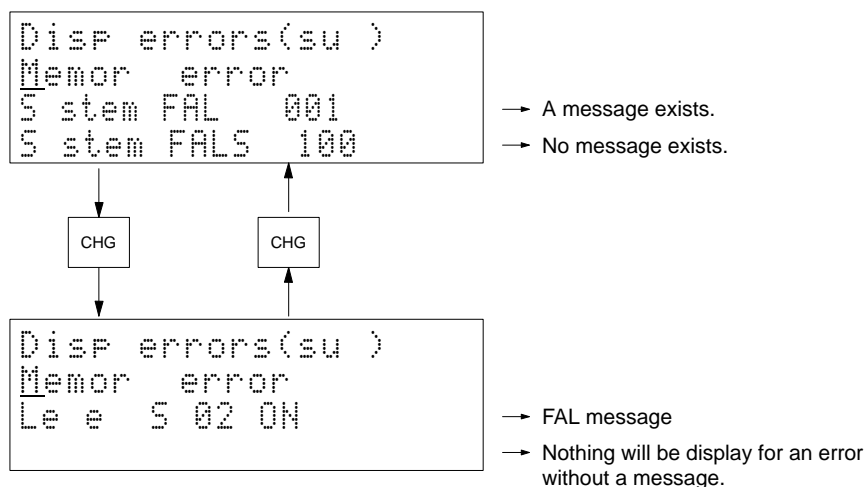 Disp errors(su )
Memor  error
S stem FAL  001
S stem FALS  100
→ A message exists.
→ No message exists.
CHG
CHG
Disp errors(su )
Memor  error
Le e  S 02 ON
→ FAL message
→ Nothing will be display for an error
without a message.